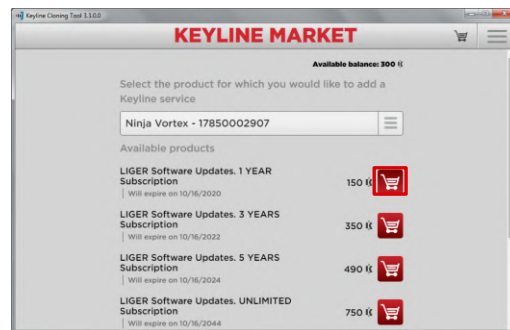 Keyline Cloning Tool 3.3.0.0
KEYLINE MARKET
Available balance: 300
Select the product for which you would like to add a
Keyline service
Ninja Vortex - 17850002907
Available products
LIGER Software Updates. 1 YEAR
Subscription
150
Will expire on 10/16/2020
LIGER Software Updates. 3 YEARS
Subscription
350
Will expire on 10/16/2022
LIGER Software Updates. 5 YEARS
Subscription
490
Will expire on 10/16/2024
LIGER Software Updates. UNLIMITED
Subscription
750
Will expire on 10/16/2044